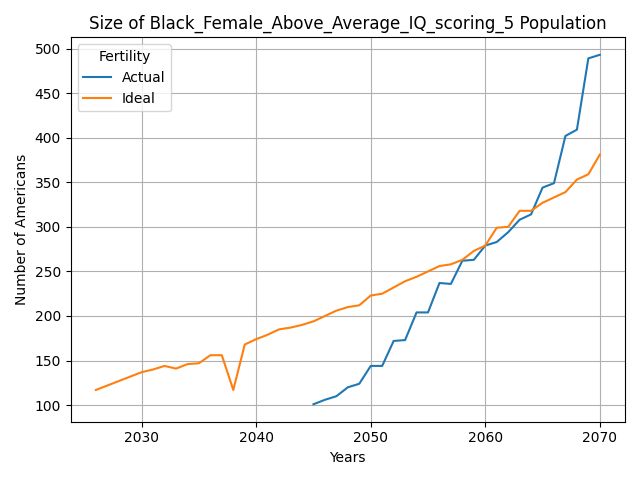 Size of Black_Female_Above_Average_IQ_scoring_5 Population
Fertility
Actual
Ideal
Number of Americans
500
450
400
350
300
250
200
150
100
2030 2040 2050 2060 2070
Years